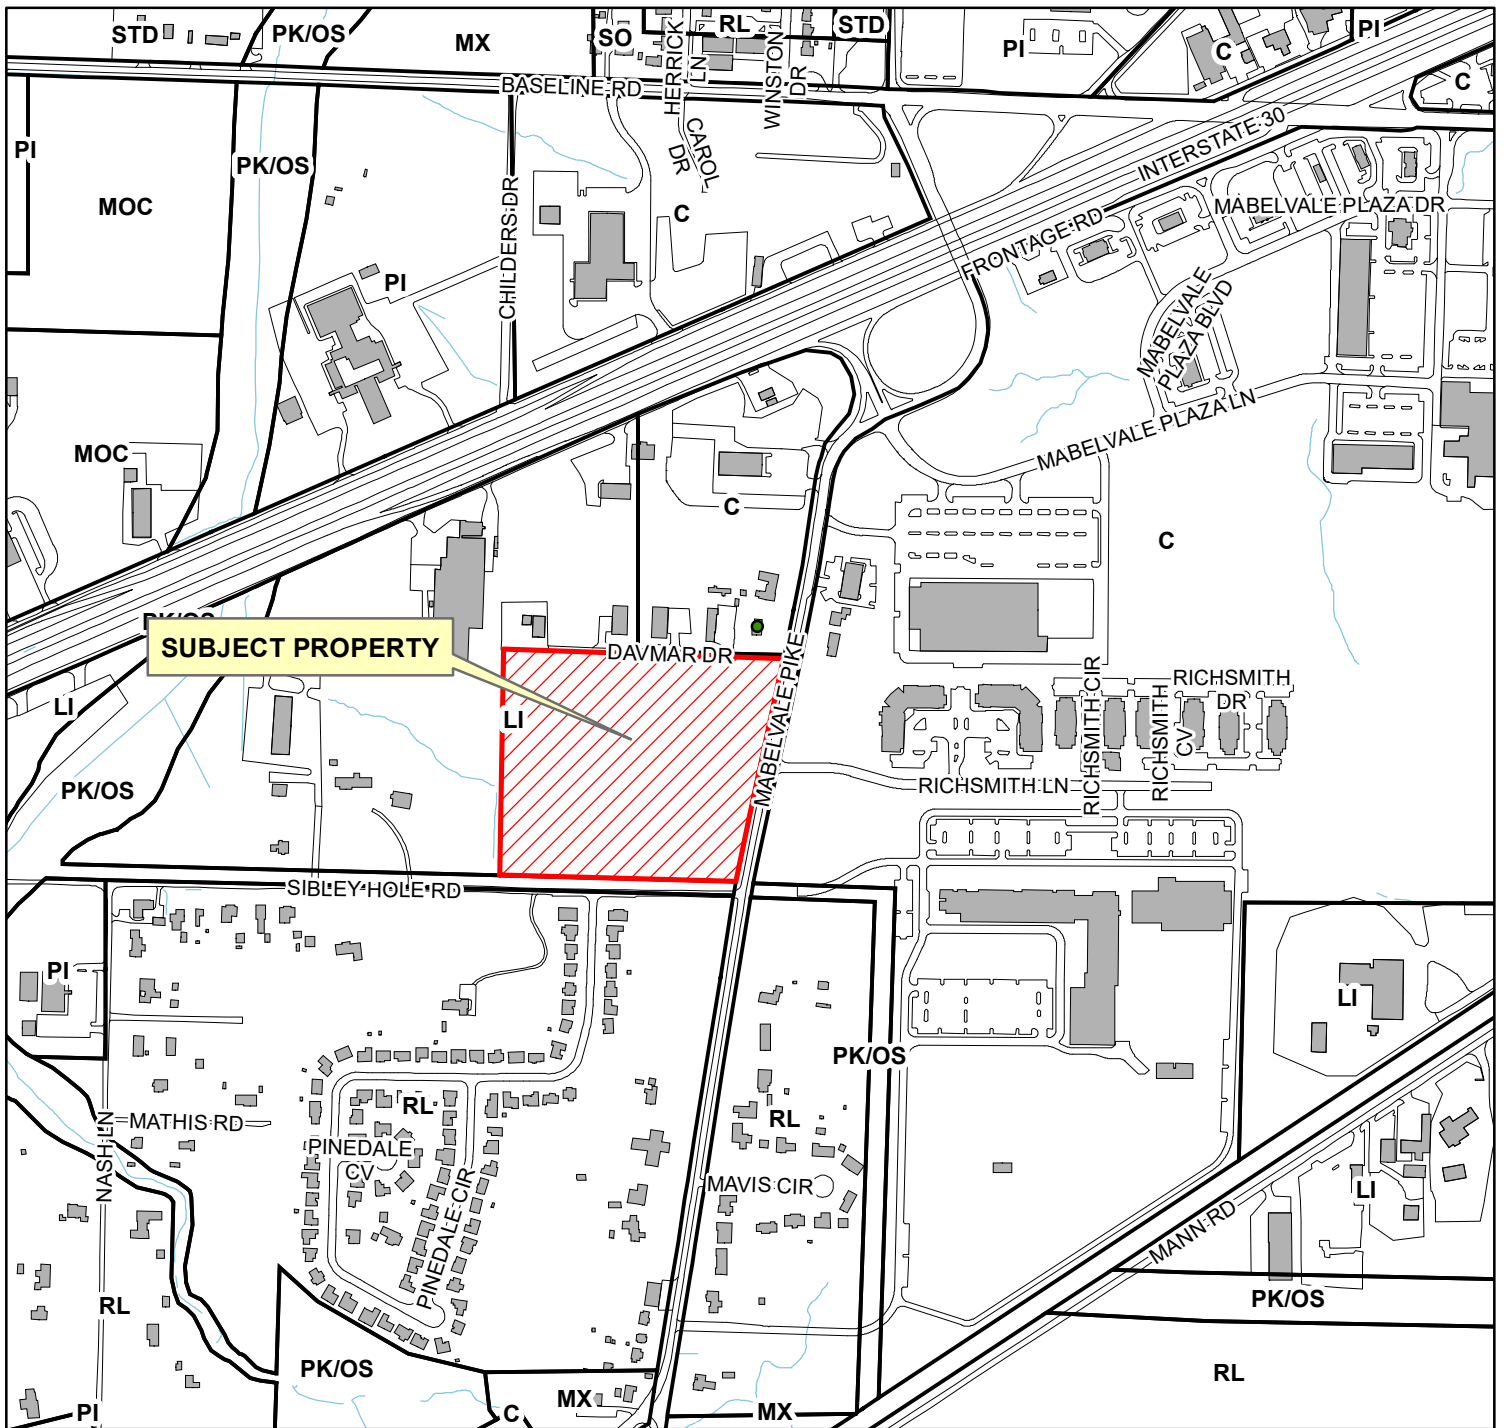 STD
PK/OS
MX
SO
HERRICK
LN
RL
WINSTON
DR
STD
PI
C
PI
C
BASELINE RD
CAROL
DR
INTERSTATE 30
PI
PK/OS
MOC
CHILDERS DR
C
FRONTAGE RD
MABELVALE PLAZA DR
PI
MABELVALE
PLAZA BLVD
MABELVALE PLAZA LN
MOC
C
C
PK/OS
SUBJECT PROPERTY
DAVMAR DR
MABELVALE PIKE
LI
LI
RICHSMITH CIR
RICHSMITH
DR
RICHSMITH
CV
PK/OS
RICHSMITH LN
SIBLEY HOLE RD
PI
LI
PK/OS
RL
RL
NASH LN
MATHIS RD
PINEDALE
CV
PINEDALE CIR
MAVIS CIR
LI
MANN RD
RL
PK/OS
PK/OS
RL
MX
PI
C
MX